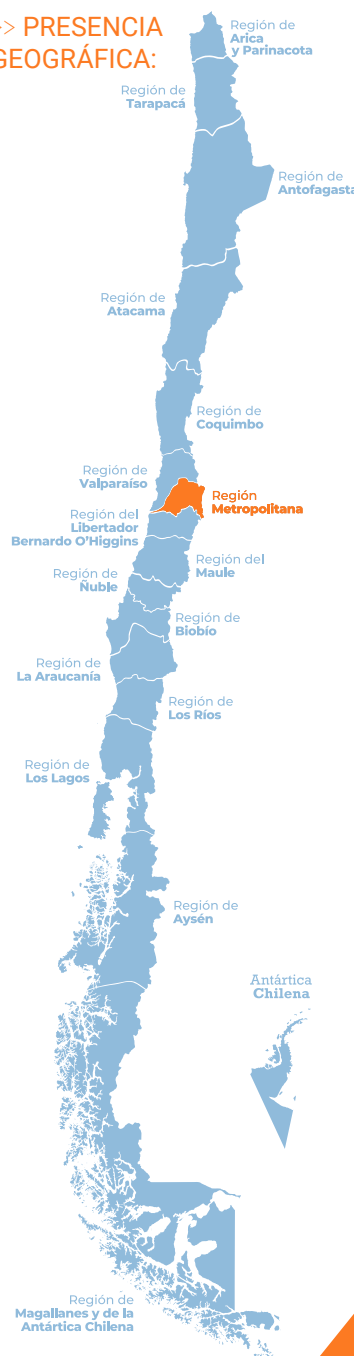 -> PRESENCIA
GEOGRÁFICA:
Región de
Arica
y Parinacota
Región de
Tarapacá
Región de
Antofagasta
Región de
Atacama
Región de
Coquimbo
Región de
Valparaíso
Región
Metropolitana
Región del
Libertador
Bernardo O'Higgins
Región del
Maule
Región de
Ñuble
Región de
Biobío
Región de
La Araucanía
Región de
Los Ríos
Región de
Los Lagos
Región de
Aysén
Antártica
Chilena
Región de
Magallanes y de la
Antártica Chilena